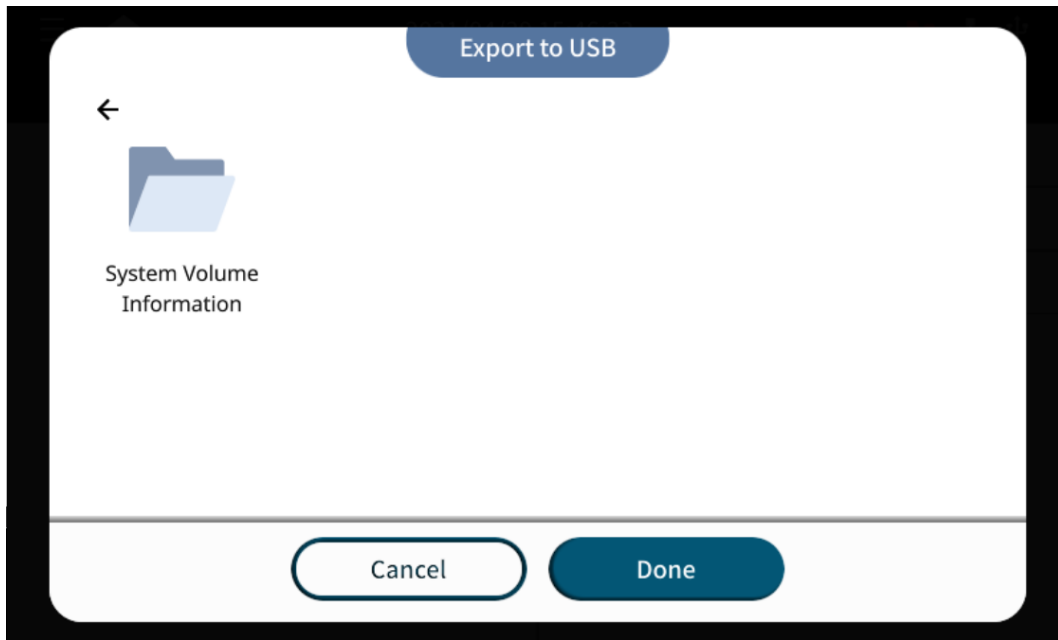 Export to USB
System Volume
Information
Cancel
Done